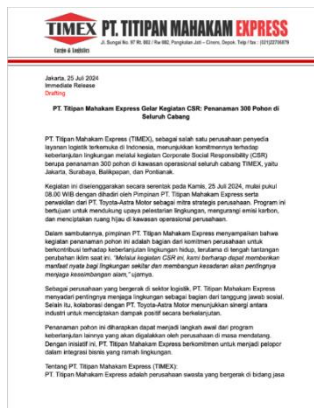 TIMEX PT. TITIPAN MAHAKAM EXPRESS
Cargo & Logistics
Jakarta, 25 Juli 2024
Immediate Release
Drafting
PT. Titipan Mahakam Express Gelar Kegiatan CSR: Penanaman 300 Pohon di
Seluruh Cabang
PT. Titipan Mahakam Express (TIMEX), sebagai salah satu perusahaan penyedia
layanan logistik terkemuka di Indonesia, menunjukkan komitmennya terhadap
keberlanjutan lingkungan melalui kegiatan Corporate Social Responsibility (CSR)
berupa penanaman 300 pohon di kawasan operasional seluruh cabang TIMEX, yaitu
Jakarta, Surabaya, Balikpapan, dan Pontianak.
Kegiatan ini diselenggarakan secara serentak pada Kamis, 25 Juli 2024, mulai pukul
08.00 WIB dengan dihadiri oleh Pimpinan PT. Titipan Mahakam Express serta
perwakilan dari PT. Toyota-Astra Motor sebagai mitra strategis perusahaan. Program ini
bertujuan untuk mendukung upaya pelestarian lingkungan, mengurangi emisi karbon,
dan menciptakan ruang hijau di kawasan operasional perusahaan.
Dalam sambutannya, pimpinan PT. Titipan Mahakam Express menyampaikan bahwa
kegiatan penanaman pohon ini adalah bagian dari komitmen perusahaan untuk
berkontribusi terhadap keberlanjutan lingkungan hidup, terutama di tengah tantangan
perubahan iklim saat ini. "Melalui kegiatan CSR ini, kami berharap dapat memberikan
manfaat nyata bagi lingkungan sekitar dan membangun kesadaran akan pentingnya
menjaga keseimbangan alam," ujarnya.
Sebagai perusahaan yang bergerak di sektor logistik, PT. Titipan Mahakam Express
menyadari pentingnya menjaga lingkungan sebagai bagian dari tanggung jawab sosial.
Selain itu, kolaborasi dengan PT. Toyota-Astra Motor menunjukkan sinergi antara
industri untuk menciptakan dampak positif secara berkelanjutan.
Penanaman pohon ini diharapkan dapat menjadi langkah awal dari program
keberlanjutan lainnya yang akan digalakkan oleh perusahaan di masa mendatang.
Dengan inisiatif ini, PT. Titipan Mahakam Express berkomitmen untuk menjadi pelopor
dalam integrasi bisnis yang ramah lingkungan.
Tentang PT. Titipan Mahakam Express (TIMEX):
PT. Titipan Mahakam Express adalah perusahaan swasta yang bergerak di bidang jasa